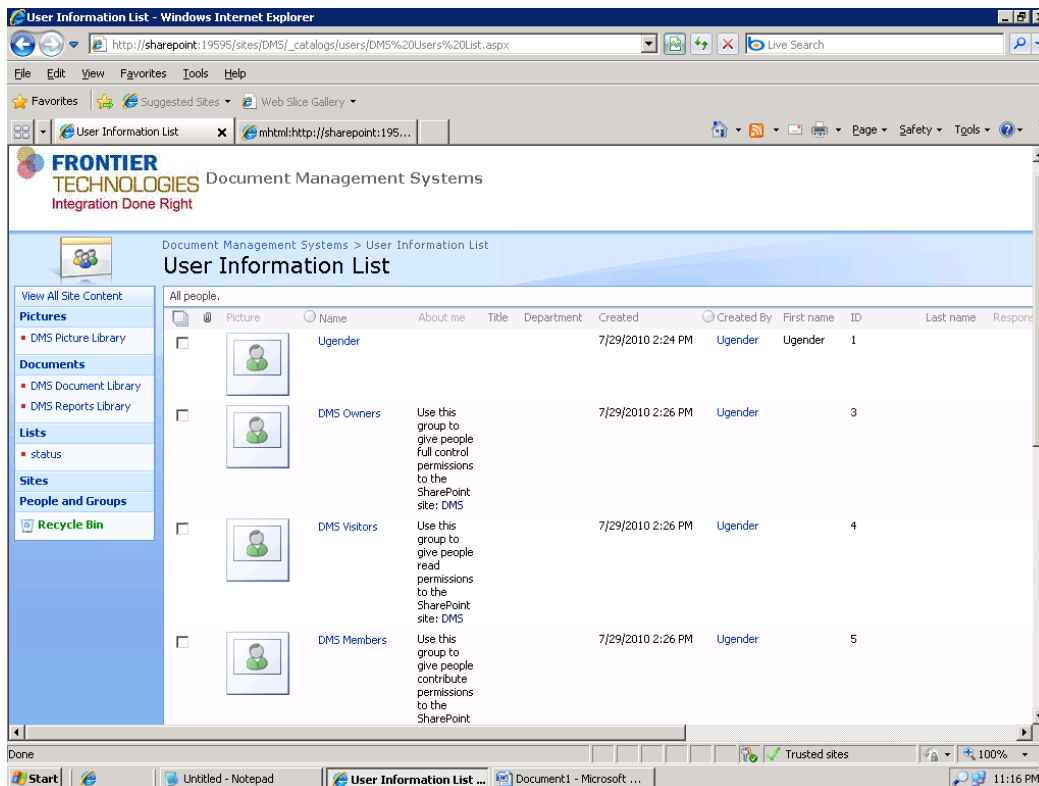 User Information List - Windows Internet Explorer
http://sharepoint:19595/sites/DMS/_catalogs/users/DMS%20Users%20List.aspx
Live Search
File Edit View Favorites Tools Help
Favorites Suggested Sites Web Slice Gallery
User Information List mhtml:http://sharepoint:195... Page Safety Tools
FRONTIER
TECHNOLOGIES Document Management Systems
Integration Done Right
Document Management Systems > User Information List
User Information List
View All Site Content
Pictures
DMS Picture Library
Documents
DMS Document Library
DMS Reports Library
Lists
status
Sites
People and Groups
Recycle Bin
All people.
Picture Name About me Title Department Created Created By First name ID Last name Respons
Ugender 7/29/2010 2:24 PM Ugender Ugender 1
DMS Owners Use this 7/29/2010 2:26 PM Ugender 3
group to
give people
full control
permissions
to the
SharePoint
site: DMS
DMS Visitors Use this 7/29/2010 2:26 PM Ugender 4
group to
give people
read
permissions
to the
SharePoint
site: DMS
DMS Members Use this 7/29/2010 2:26 PM Ugender 5
group to
give people
contribute
permissions
to the
SharePoint
Done Trusted sites 100%
Start Untitled - Notepad User Information List ... Document1 - Microsoft ... 11:16 PM